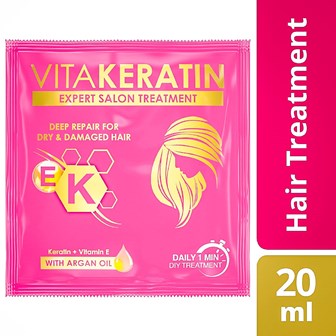 VITAKERATIN
EXPERT SALON TREATMENT
DEEP REPAIR FOR
DRY & DAMAGED HAIR
E
K
Keratin + Vitamin E
WITH ARGAN OIL
DAILY 1 MIN
DIY TREATMENT
Hair Treatment
20
ml